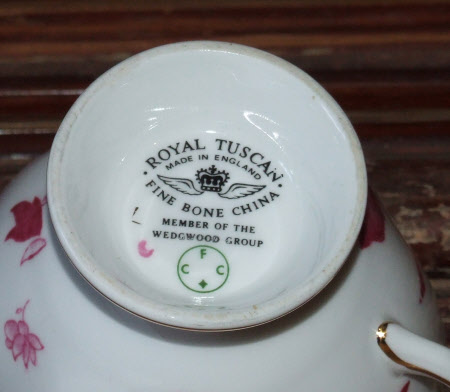 ROYAL TUSCAN
MADE IN ENGLAND
FINE BONE CHINA
MEMBER OF THE
WEDGWOOD GROUP
F
C C